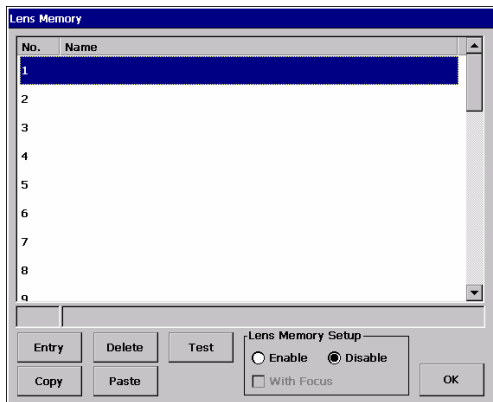 Lens Memory
No. Name
1
2
3
4
5
6
7
8
9
Entry Delete Test Lens Memory Setup
Enable Disable
Copy Paste With Focus OK